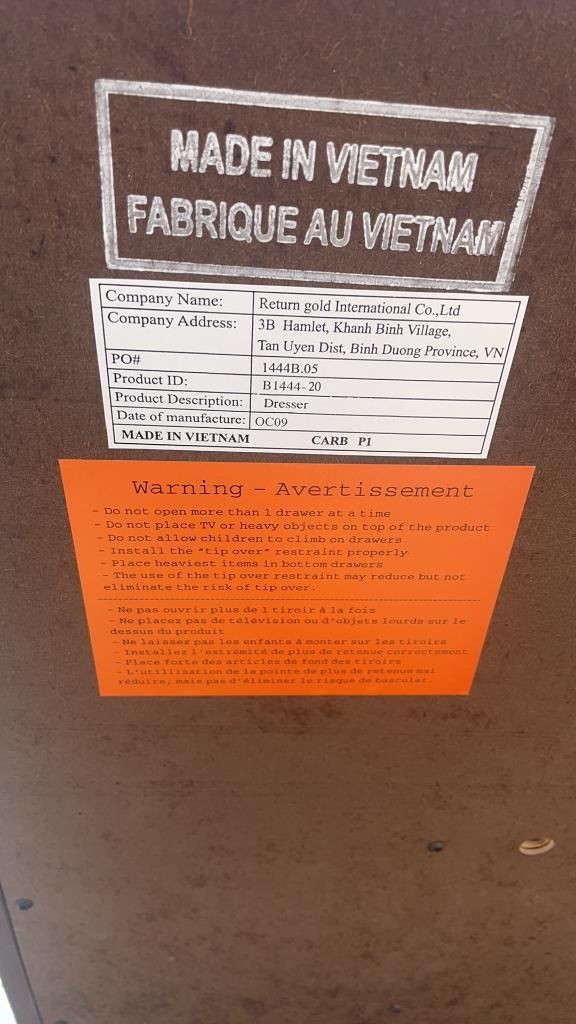 MADE IN VIETNAM
FABRIQUE AU VIETNAM
Company Name: Return gold International Co.,Ltd
Company Address: 3B Hamlet, Khanh Binh Village,
Tan Uyen Dist, Binh Duong Province, VN
PO# 1444B.05
Product ID: B1444-20
Product Description: Dresser
Date of manufacture: OC09
MADE IN VIETNAM CARB P1
Warning - Avertissement
- Do not open more than 1 drawer at a time
- Do not place TV or heavy objects on top of the product
- Do not allow children to climb on drawers
- Install the "tip over" restraint properly
- Place heaviest items in bottom drawers
- The use of the tip over restraint may reduce but not
eliminate the risk of tip over.
- Ne pas ouvrir plus de 1 tiroir à la fois
- Ne placez pas de télévision ou d'objets lourds sur le
dessus du produit
- Ne laissez pas les enfants à monter sur les tiroirs
- Installez l'extrémité de plus de retenue correctement
- Place forte des articles de fond des tiroirs
- L'utillisation de la pointe de plus de retenue mai
réduire, mais pas d'éliminer le risque de basculer.